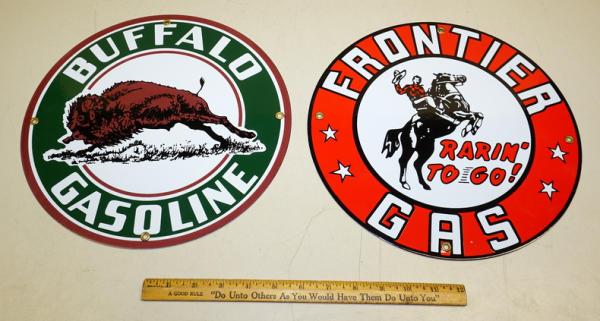 BUFFALO
GASOLINE
FRONTIER
RARIN'
TO GO!
GAS
A GOOD RULE "Do Unto Others As You Would Have Them Do Unto You"